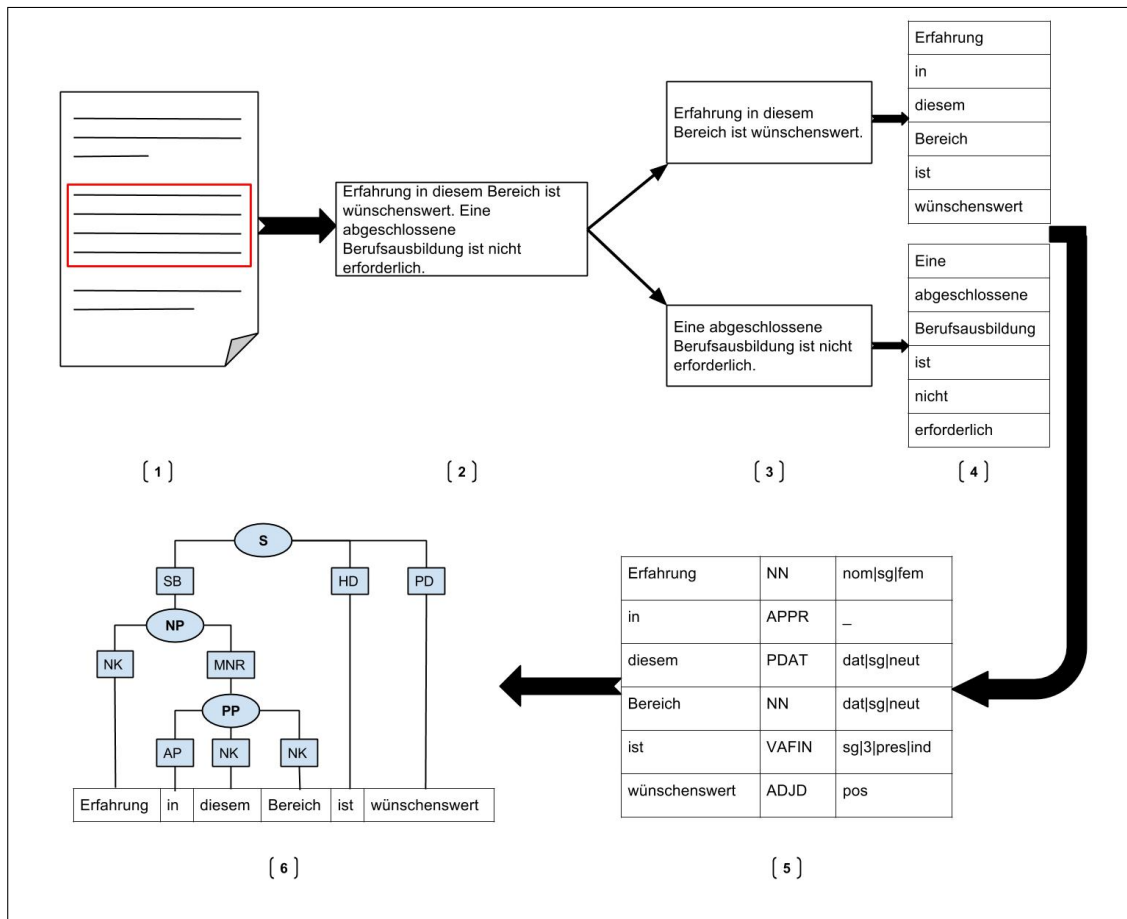 Erfahrung in diesem Bereich ist
wünschenswert. Eine
abgeschlossene
Berufsausbildung ist nicht
erforderlich.
Erfahrung in diesem
Bereich ist wünschenswert.
Eine abgeschlossene
Berufsausbildung ist nicht
erforderlich.
Erfahrung
in
diesem
Bereich
ist
wünschenswert
Eine
abgeschlossene
Berufsausbildung
ist
nicht
erforderlich
[ 1 ]
[ 2 ]
[ 3 ]
[ 4 ]
S
SB HD PD
NP
NK MNR
PP
AP NK NK
Erfahrung in diesem Bereich ist wünschenswert
[ 6 ]
Erfahrung NN nom|sg|fem
in APPR _
diesem PDAT dat|sg|neut
Bereich NN dat|sg|neut
ist VAFIN sg|3|pres|ind
wünschenswert ADJD pos
[ 5 ]